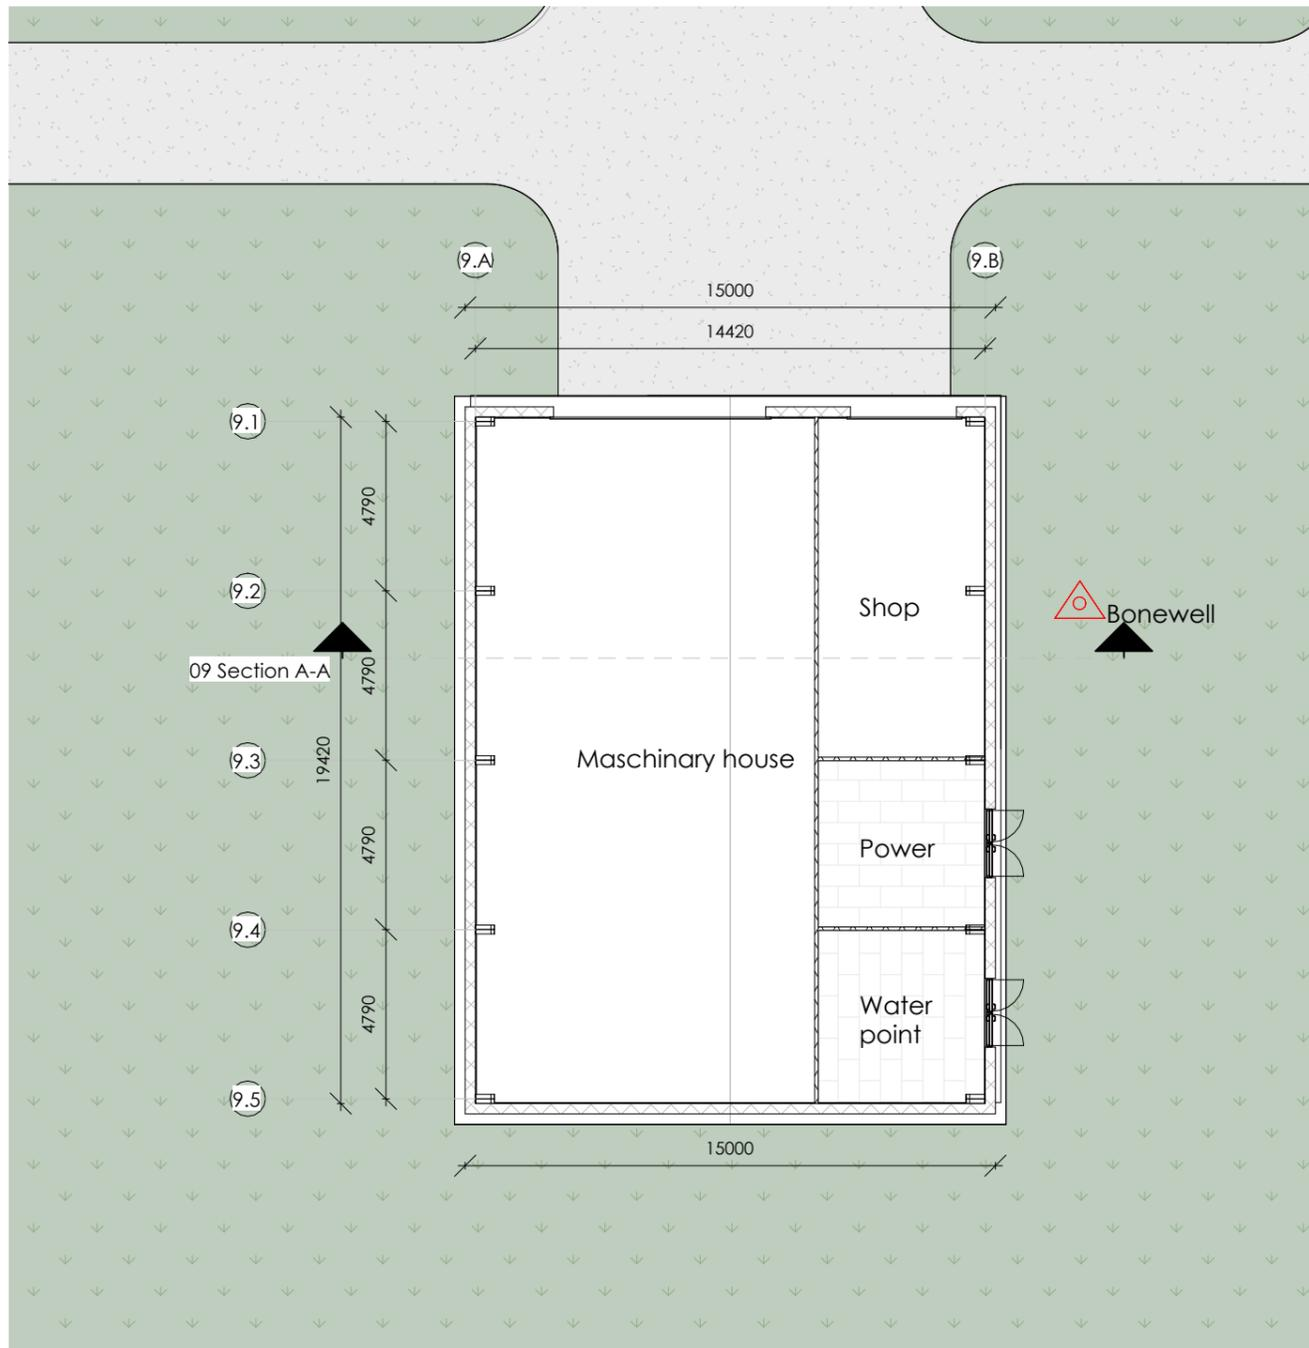 9.A
9.B
15000
14420
9.1
4790
9.2
Shop
Bonewell
09 Section A-A
4790
19420
9.3
Maschinary house
4790
Power
9.4
4790
Water
point
9.5
15000